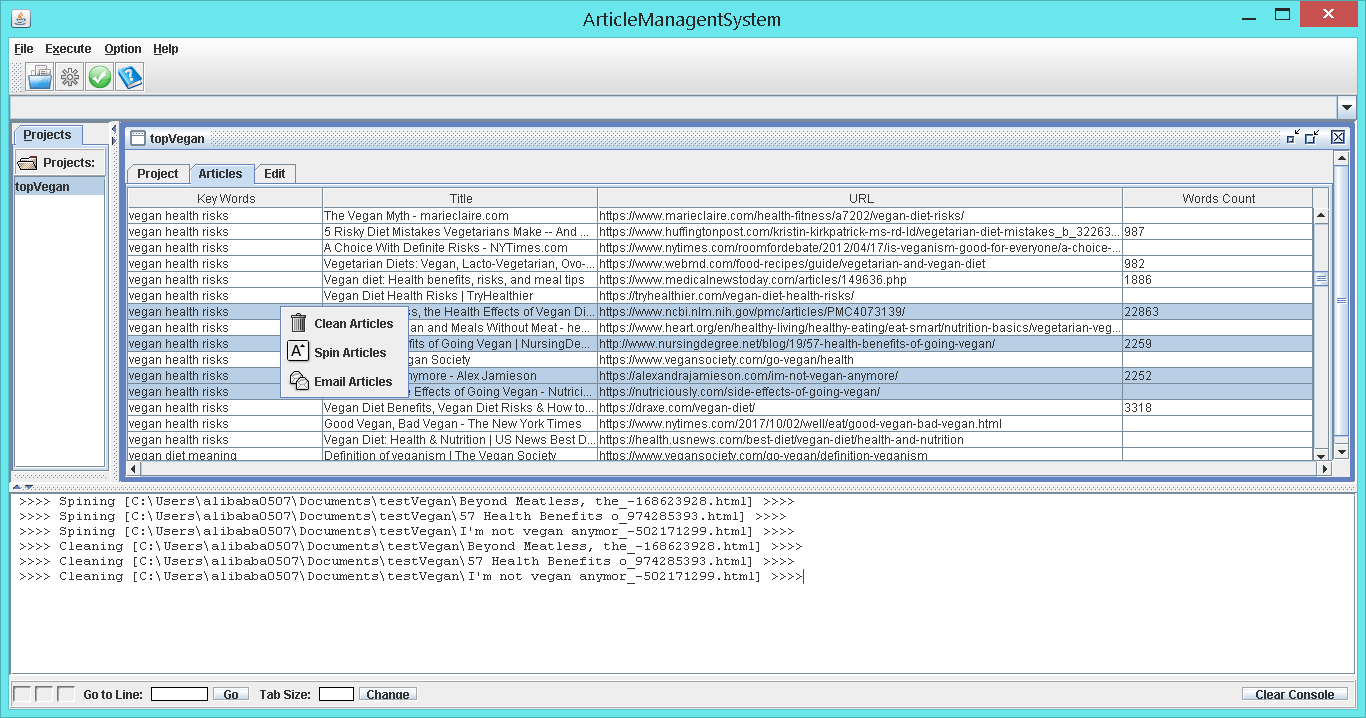 ArticleManagentSystem
File Execute Option Help
Projects
Projects:
topVegan
topVegan
Project Articles Edit
Key Words Title URL Words Count
vegan health risks The Vegan Myth - marieclaire.com https://www.marieclaire.com/health-fitness/a7202/vegan-diet-risks/
vegan health risks 5 Risky Diet Mistakes Vegetarians Make -- And ... https://www.huffingtonpost.com/kristin-kirkpatrick-ms-rd-ld/vegetarian-diet-mistakes_b_32263... 987
vegan health risks A Choice With Definite Risks - NYTimes.com https://www.nytimes.com/roomfordebate/2012/04/17/is-veganism-good-for-everyone/a-choice-...
vegan health risks Vegetarian Diets: Vegan, Lacto-Vegetarian, Ovo-... https://www.webmd.com/food-recipes/guide/vegetarian-and-vegan-diet 982
vegan health risks Vegan diet: Health benefits, risks, and meal tips https://www.medicalnewstoday.com/articles/149636.php 1886
vegan health risks Vegan Diet Health Risks | TryHealthier https://tryhealthier.com/vegan-diet-health-risks/
vegan health risks ss, the Health Effects of Vegan Di... https://www.ncbi.nlm.nih.gov/pmc/articles/PMC4073139/ 22863
vegan health risks an and Meals Without Meat - he... https://www.heart.org/en/healthy-living/healthy-eating/eat-smart/nutrition-basics/vegetarian-veg...
vegan health risks fits of Going Vegan | NursingDe... http://www.nursingdegree.net/blog/19/57-health-benefits-of-going-vegan/ 2259
vegan health risks gan Society https://www.vegansociety.com/go-vegan/health
vegan health risks nymore - Alex Jamieson https://alexandrajamieson.com/im-not-vegan-anymore/ 2252
vegan health risks e Effects of Going Vegan - Nutrici... https://nutriciously.com/side-effects-of-going-vegan/
vegan health risks Vegan Diet Benefits, Vegan Diet Risks & How to... https://draxe.com/vegan-diet/ 3318
vegan health risks Good Vegan, Bad Vegan - The New York Times https://www.nytimes.com/2017/10/02/well/eat/good-vegan-bad-vegan.html
vegan health risks Vegan Diet: Health & Nutrition | US News Best D... https://health.usnews.com/best-diet/vegan-diet/health-and-nutrition
vegan diet meaning Definition of veganism | The Vegan Society https://www.vegansociety.com/go-vegan/definition-veganism
Clean Articles
Spin Articles
Email Articles
>>>> Spining [C:\Users\alibaba0507\Documents\testVegan\Beyond Meatless, the_-168623928.html] >>>>
>>>> Spining [C:\Users\alibaba0507\Documents\testVegan\57 Health Benefits o_974285393.html] >>>>
>>>> Spining [C:\Users\alibaba0507\Documents\testVegan\I'm not vegan anymor_-502171299.html] >>>>
>>>> Cleaning [C:\Users\alibaba0507\Documents\testVegan\Beyond Meatless, the_-168623928.html] >>>>
>>>> Cleaning [C:\Users\alibaba0507\Documents\testVegan\57 Health Benefits o_974285393.html] >>>>
>>>> Cleaning [C:\Users\alibaba0507\Documents\testVegan\I'm not vegan anymor_-502171299.html] >>>>
Go to Line: Go Tab Size: Change Clear Console